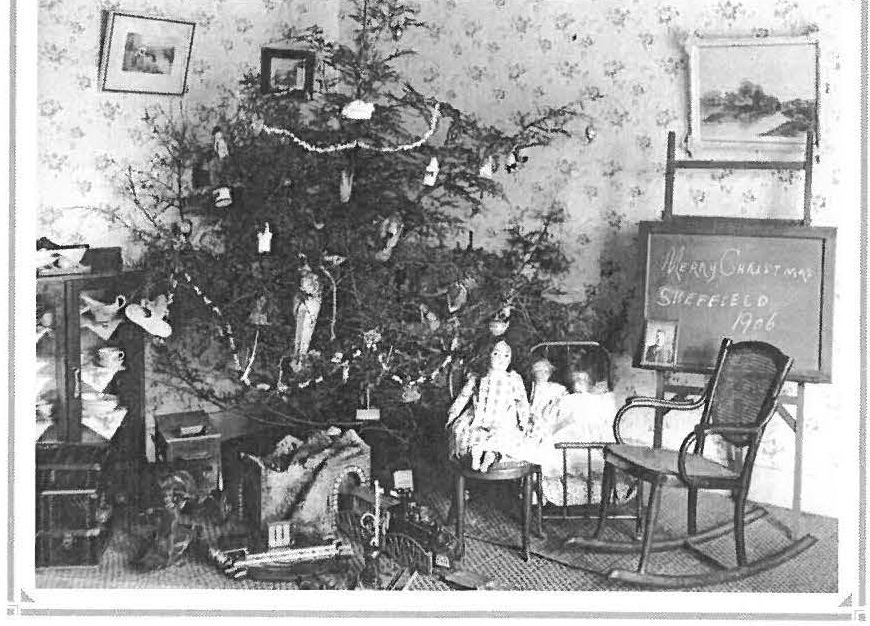 MERRY CHRISTMAS
SHEFFIELD
1906